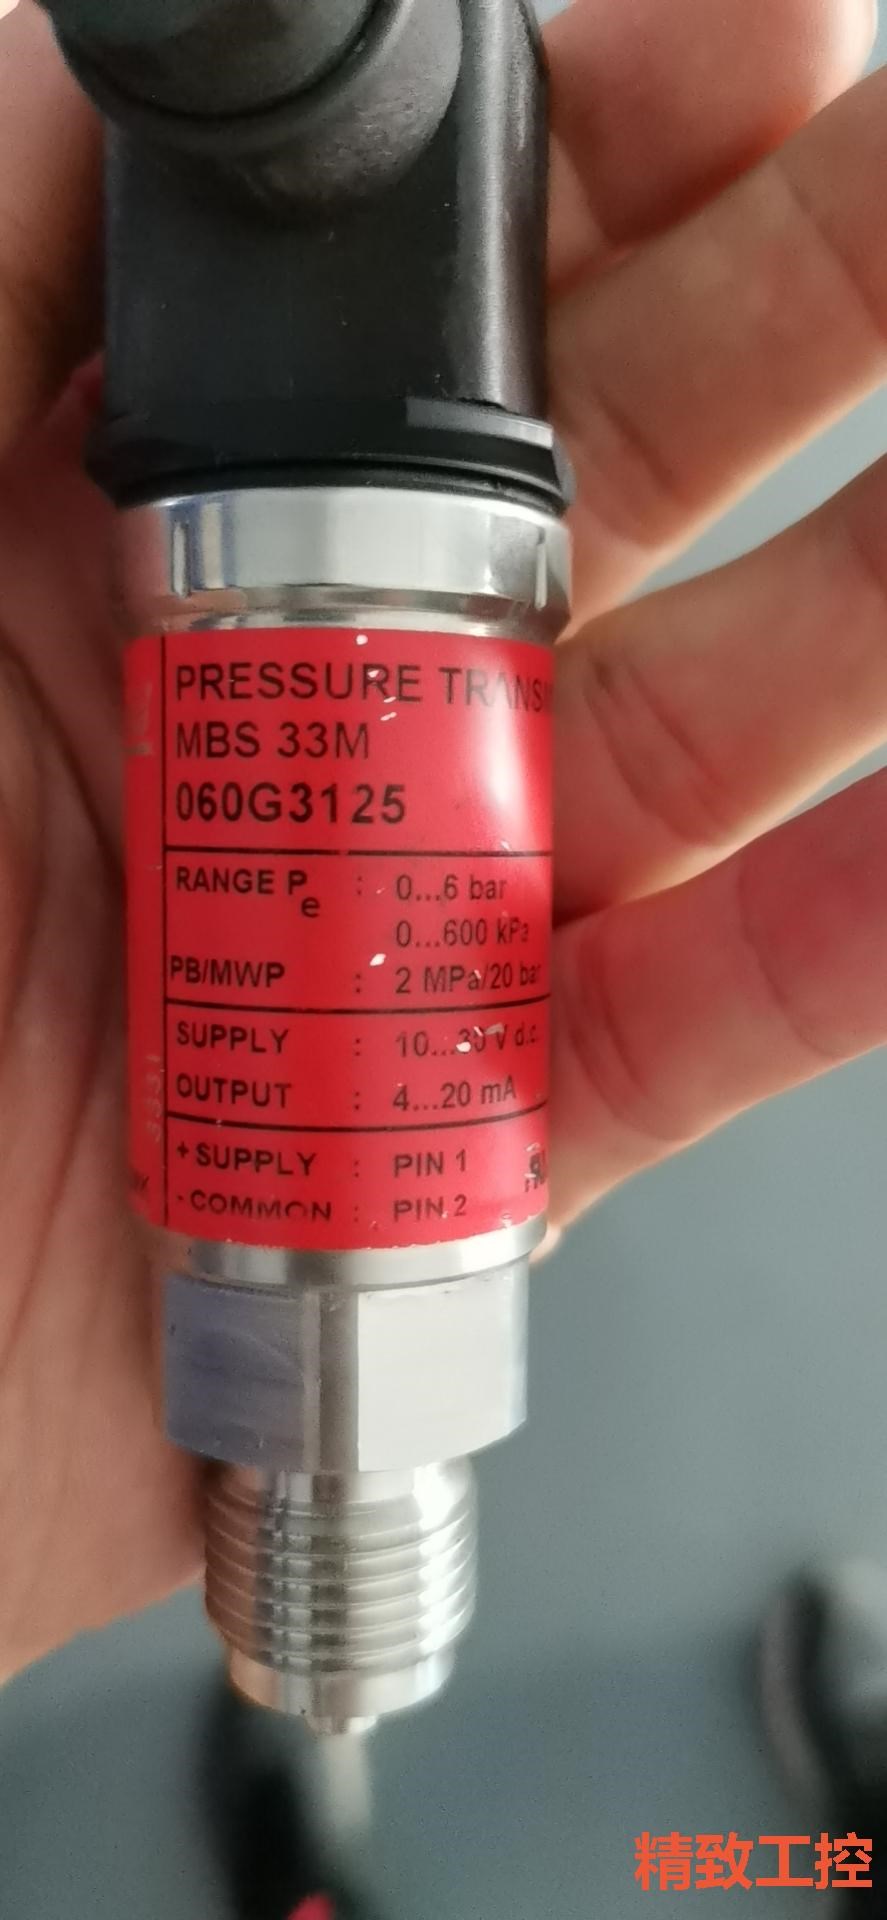 PRESSURE TRANSM
MBS 33M
060G3125
RANGE Pe : 0...6 bar
0...600 kPa
PB/MWP : 2 MPa/20 bar
SUPPLY : 10...30 V d.c.
OUTPUT : 4...20 mA
+ SUPPLY : PIN 1
- COMMON : PIN 2
精致工控